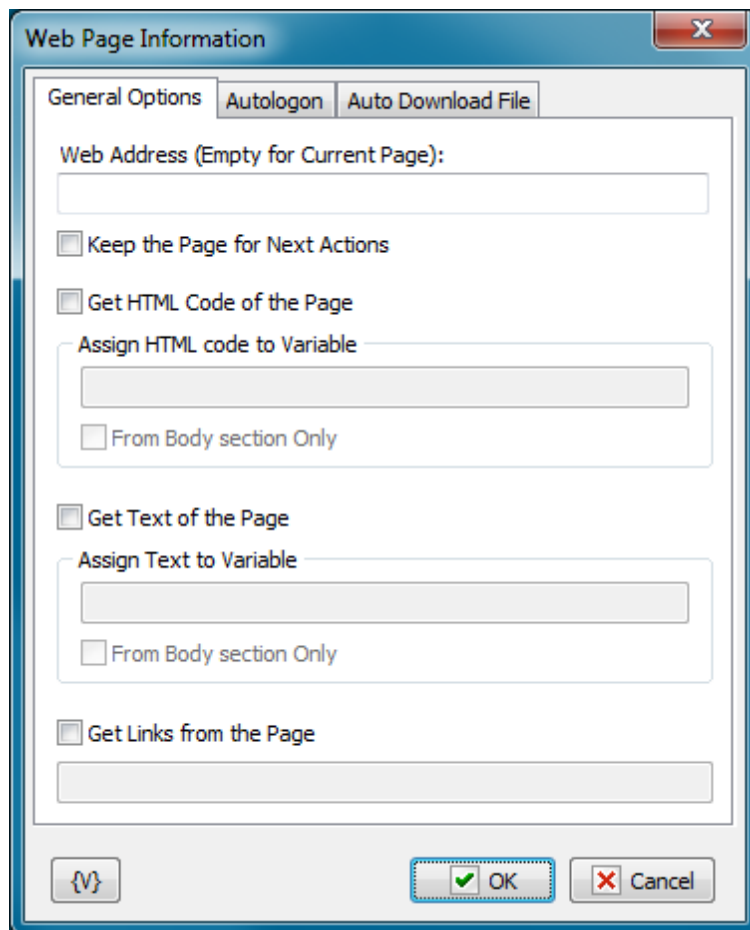 Web Page Information
General Options Autologon Auto Download File
Web Address (Empty for Current Page):
Keep the Page for Next Actions
Get HTML Code of the Page
Assign HTML code to Variable
From Body section Only
Get Text of the Page
Assign Text to Variable
From Body section Only
Get Links from the Page
{V} OK Cancel